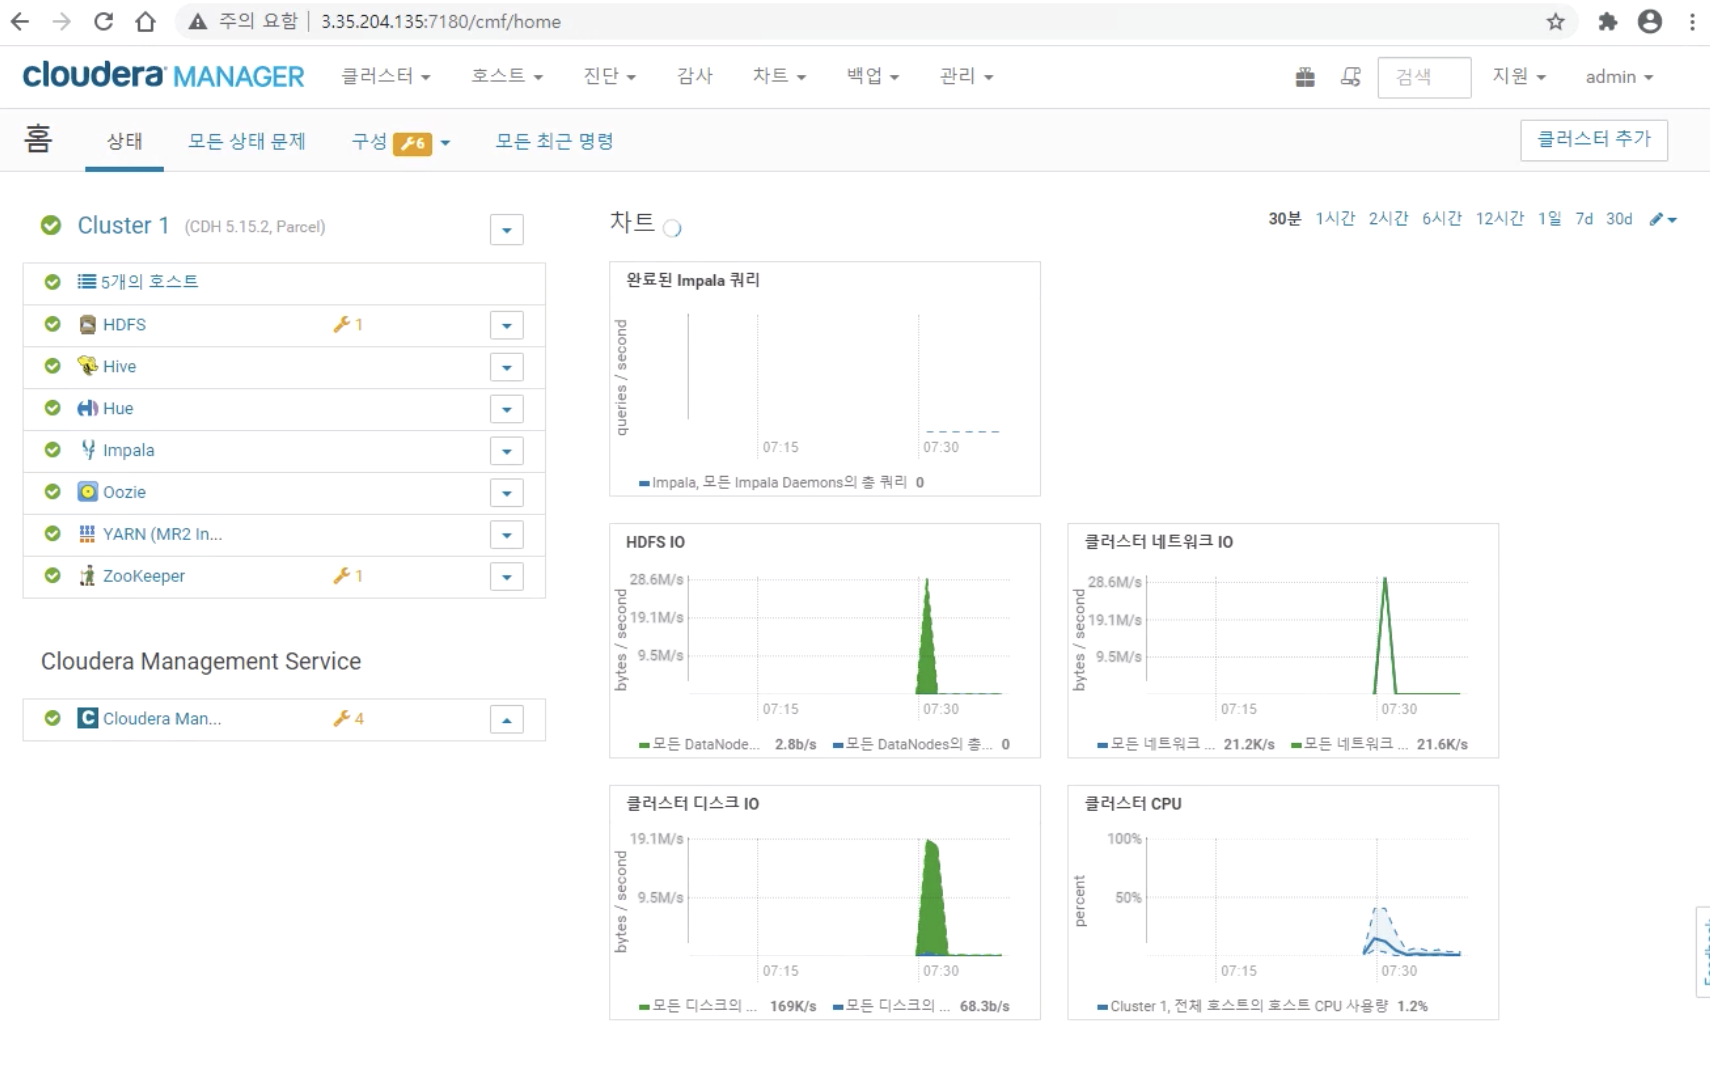 주의 요함 | 3.35.204.135:7180/cmf/home
cloudera MANAGER 클러스터 호스트 진단 감사 차트 백업 관리 검색 지원 admin
홈 상태 모든 상태 문제 구성 6 모든 최근 명령 클러스터 추가
Cluster 1 (CDH 5.15.2, Parcel)
5개의 호스트
HDFS 1
Hive
Hue
Impala
Oozie
YARN (MR2 In...
ZooKeeper 1
Cloudera Management Service
C Cloudera Man... 4
차트 30분 1시간 2시간 6시간 12시간 1일 7d 30d
완료된 Impala 쿼리
queries / second
07:15 07:30
Impala, 모든 Impala Daemons의 총 쿼리 0
HDFS IO
bytes / second
28.6M/s
19.1M/s
9.5M/s
07:15 07:30
모든 DataNode... 2.8b/s 모든 DataNodes의 총... 0
클러스터 네트워크 IO
bytes / second
28.6M/s
19.1M/s
9.5M/s
07:15 07:30
모든 네트워크 ... 21.2K/s 모든 네트워크 ... 21.6K/s
클러스터 디스크 IO
bytes / second
19.1M/s
9.5M/s
07:15 07:30
모든 디스크의 ... 169K/s 모든 디스크의 ... 68.3b/s
클러스터 CPU
percent
100%
50%
07:15 07:30
Cluster 1, 전체 호스트의 호스트 CPU 사용량 1.2%